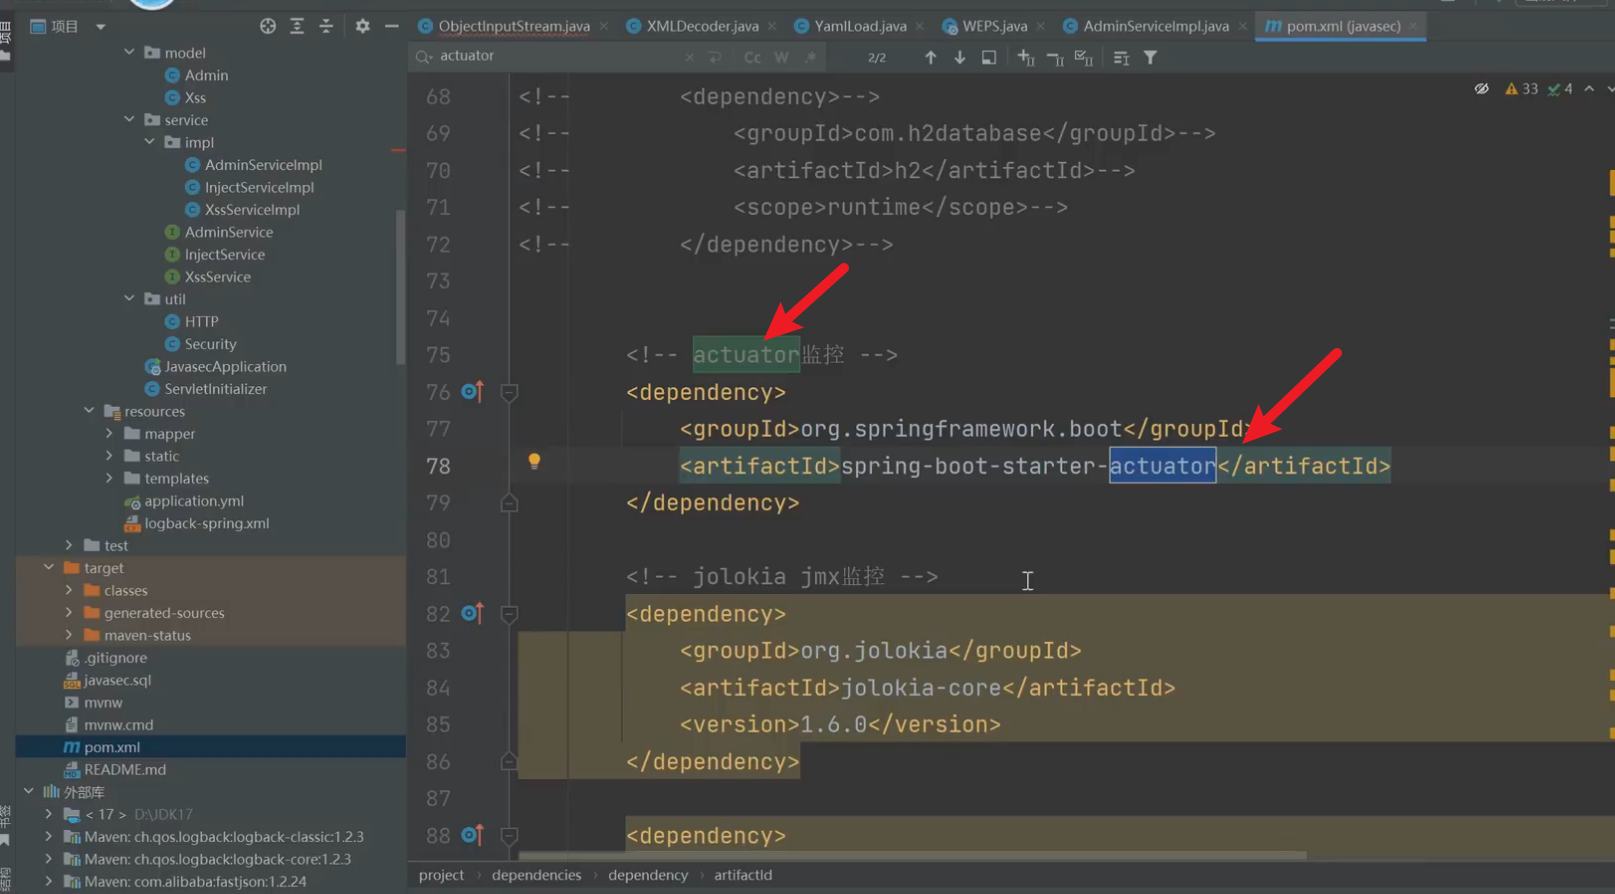 项目
ObjectInputStream.java
XMLDecoder.java
YamlLoad.java
WEPS.java
AdminServiceImpl.java
pom.xml (javasec)
actuator
Cc
W
2/2
33
4
model
Admin
Xss
service
impl
AdminServiceImpl
InjectServiceImpl
XssServiceImpl
AdminService
InjectService
XssService
util
HTTP
Security
JavasecApplication
ServletInitializer
resources
mapper
static
templates
application.yml
logback-spring.xml
test
target
classes
generated-sources
maven-status
.gitignore
javasec.sql
mvnw
mvnw.cmd
pom.xml
README.md
外部库
< 17 > D:\JDK17
Maven: ch.qos.logback:logback-classic:1.2.3
Maven: ch.qos.logback:logback-core:1.2.3
Maven: com.alibaba:fastjson:1.2.24
68 <!-- <dependency>-->
69 <!-- <groupId>com.h2database</groupId>-->
70 <!-- <artifactId>h2</artifactId>-->
71 <!-- <scope>runtime</scope>-->
72 <!-- </dependency>-->
73
74
75 <!-- actuator监控 -->
76 <dependency>
77 <groupId>org.springframework.boot</groupId>
78 <artifactId>spring-boot-starter-actuator</artifactId>
79 </dependency>
80
81 <!-- jolokia jmx监控 -->
82 <dependency>
83 <groupId>org.jolokia</groupId>
84 <artifactId>jolokia-core</artifactId>
85 <version>1.6.0</version>
86 </dependency>
87
88 <dependency>
project > dependencies > dependency > artifactId